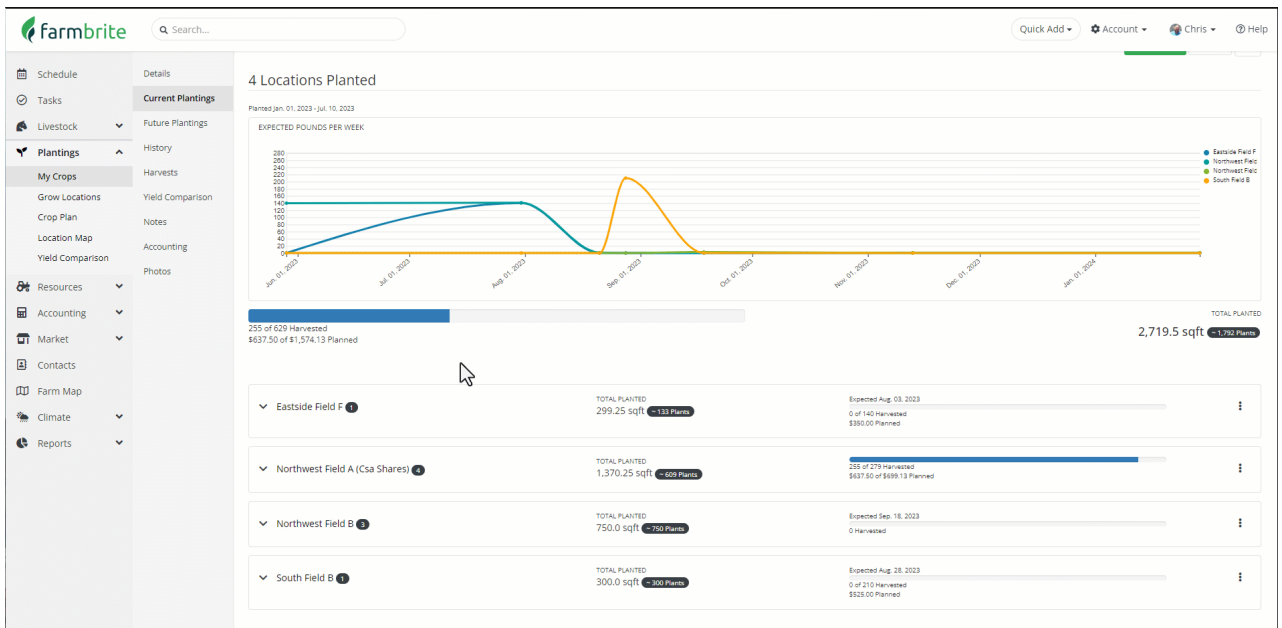 farmbrite
Search...
Quick Add
Account
Chris
Help
Schedule
Tasks
Livestock
Plantings
My Crops
Grow Locations
Crop Plan
Location Map
Yield Comparison
Resources
Accounting
Market
Contacts
Farm Map
Climate
Reports
Details
Current Plantings
Future Plantings
History
Harvests
Yield Comparison
Notes
Accounting
Photos
4 Locations Planted
Planted Jan. 01, 2023 - Jul. 10, 2023
EXPECTED POUNDS PER WEEK
280
260
240
220
200
180
160
140
120
100
80
60
40
20
0
Jun. 01, 2023
Jul. 01, 2023
Aug. 01, 2023
Sep. 01, 2023
Oct. 01, 2023
Nov. 01, 2023
Dec. 01, 2023
Jan. 01, 2024
Eastside Field F
Northwest Field
Northwest Field
South Field B
255 of 629 Harvested
$637.50 of $1,574.13 Planned
TOTAL PLANTED
2,719.5 sqft ~ 1,792 Plants
Eastside Field F 1
TOTAL PLANTED
299.25 sqft ~ 133 Plants
Expected Aug. 03, 2023
0 of 140 Harvested
$350.00 Planned
Northwest Field A (Csa Shares) 4
TOTAL PLANTED
1,370.25 sqft ~ 609 Plants
255 of 279 Harvested
$637.50 of $699.13 Planned
Northwest Field B 3
TOTAL PLANTED
750.0 sqft ~ 750 Plants
Expected Sep. 18, 2023
0 Harvested
South Field B 1
TOTAL PLANTED
300.0 sqft ~ 300 Plants
Expected Aug. 28, 2023
0 of 210 Harvested
$525.00 Planned